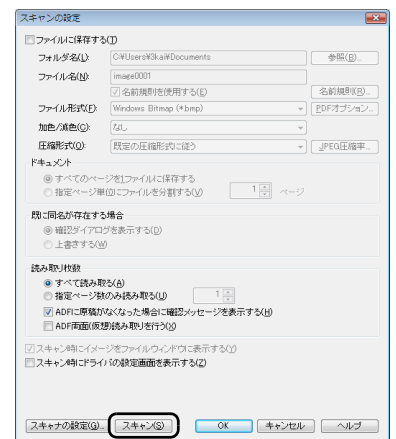 スキャンの設定
ファイルに保存する(T)
フォルダ名(L): C:¥Users¥3kai¥Documents 参照(B)...
ファイル名(N): image0001
名前規則を使用する(E) 名前規則(R)...
ファイル形式(F): Windows Bitmap (*.bmp) PDFオプション...
加色/減色(C): なし
圧縮形式(O): 既定の圧縮形式に従う JPEG圧縮率...
ドキュメント
すべてのページを1ファイルに保存する
指定ページ単位にファイルを分割する(V) 1 ページ
既に同名が存在する場合
確認ダイアログを表示する(D)
上書きする(W)
読み取り枚数
すべて読み取る(A)
指定ページ数のみ読み取る(U) 1
ADFに原稿がなくなった場合に確認メッセージを表示する(H)
ADF両面(仮想)読み取りを行う(X)
スキャン時にイメージをファイルウィンドウに表示する(Y)
スキャン時にドライバの設定画面を表示する(Z)
スキャナの設定(G)... スキャン(S) OK キャンセル ヘルプ